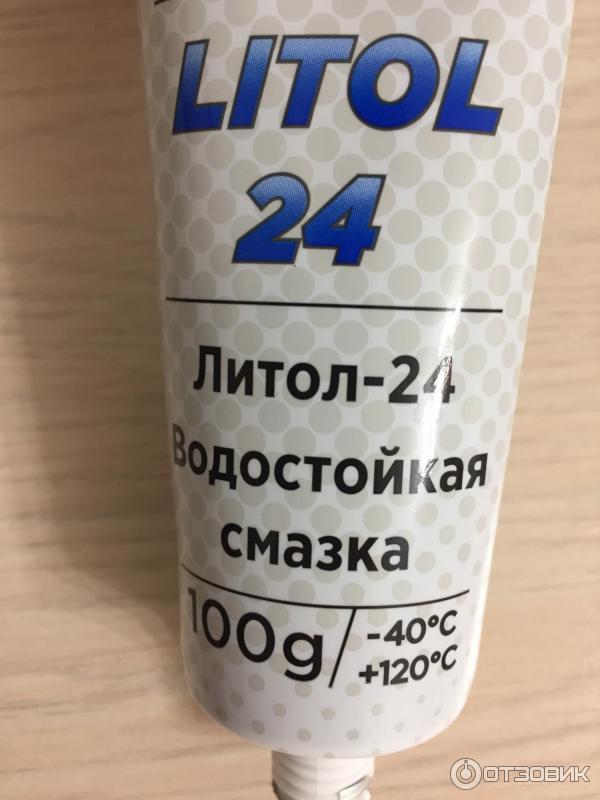 LITOL
24
Литол-24
Водостойкая
смазка
100g/ -40°C
+120°C
ОТЗОВИК